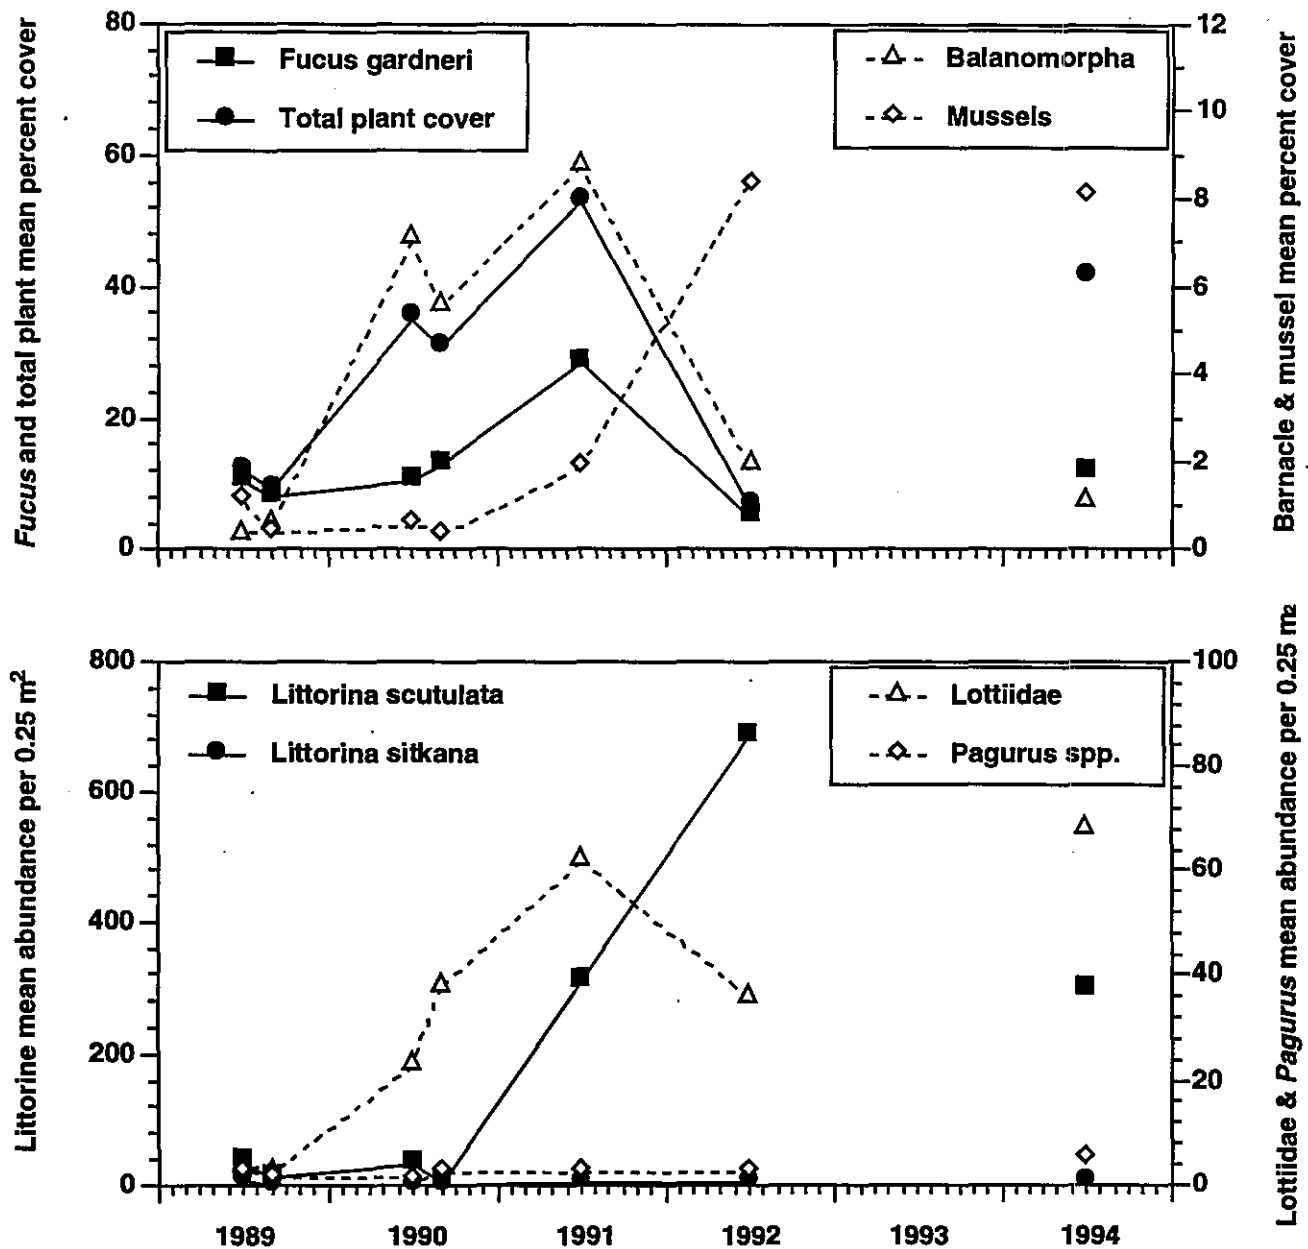 Fucus and total plant mean percent cover
80
60
40
20
0
Fucus gardneri
Total plant cover
Balanomorpha
Mussels
12
10
8
6
4
2
0
Barnacle & mussel mean percent cover
Littorine mean abundance per 0.25 m²
800
600
400
200
0
Littorina scutulata
Littorina sitkana
Lottiidae
Pagurus spp.
100
80
60
40
20
0
Lottiidae & Pagurus mean abundance per 0.25 m²
1989 1990 1991 1992 1993 1994